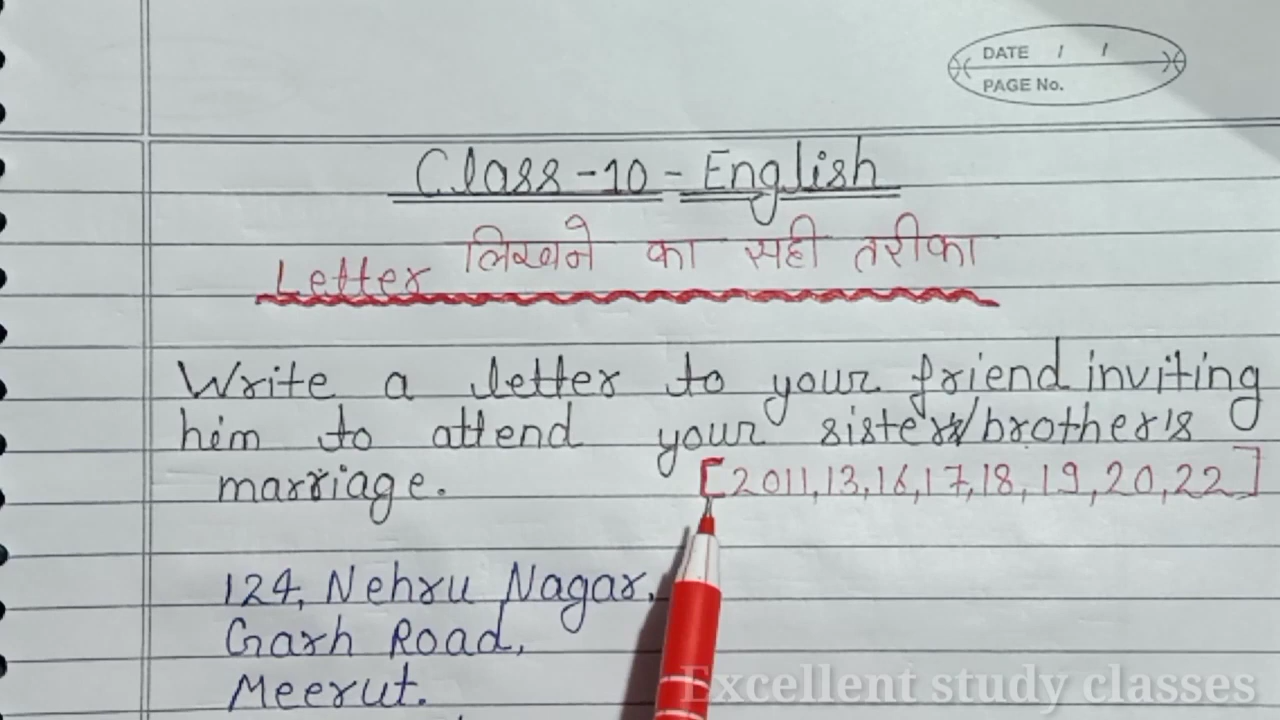 DATE / /
PAGE No.
Class-10-English
Letter लिखने का सही तरीका
Write a letter to your friend inviting
him to attend your sister's/brother's
marriage. [2011,13,16,17,18,19,20,22]
124, Nehru Nagar,
Garh Road,
Meerut.
Excellent study classes